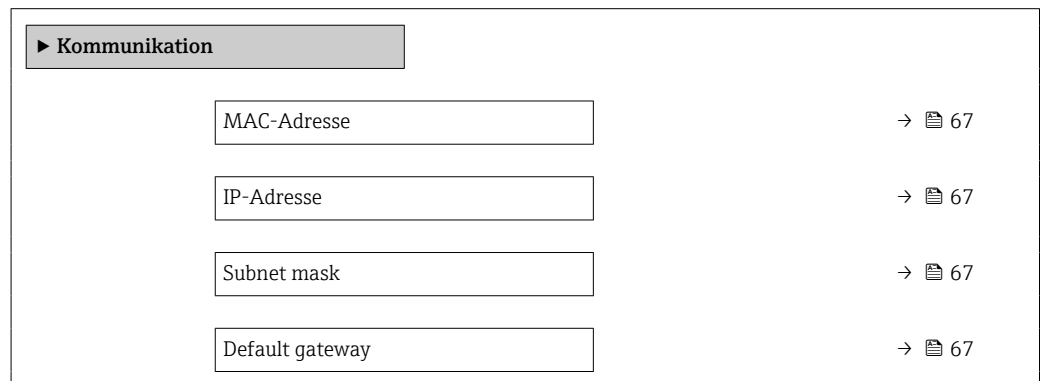 ► Kommunikation
MAC-Adresse → 67
IP-Adresse → 67
Subnet mask → 67
Default gateway → 67